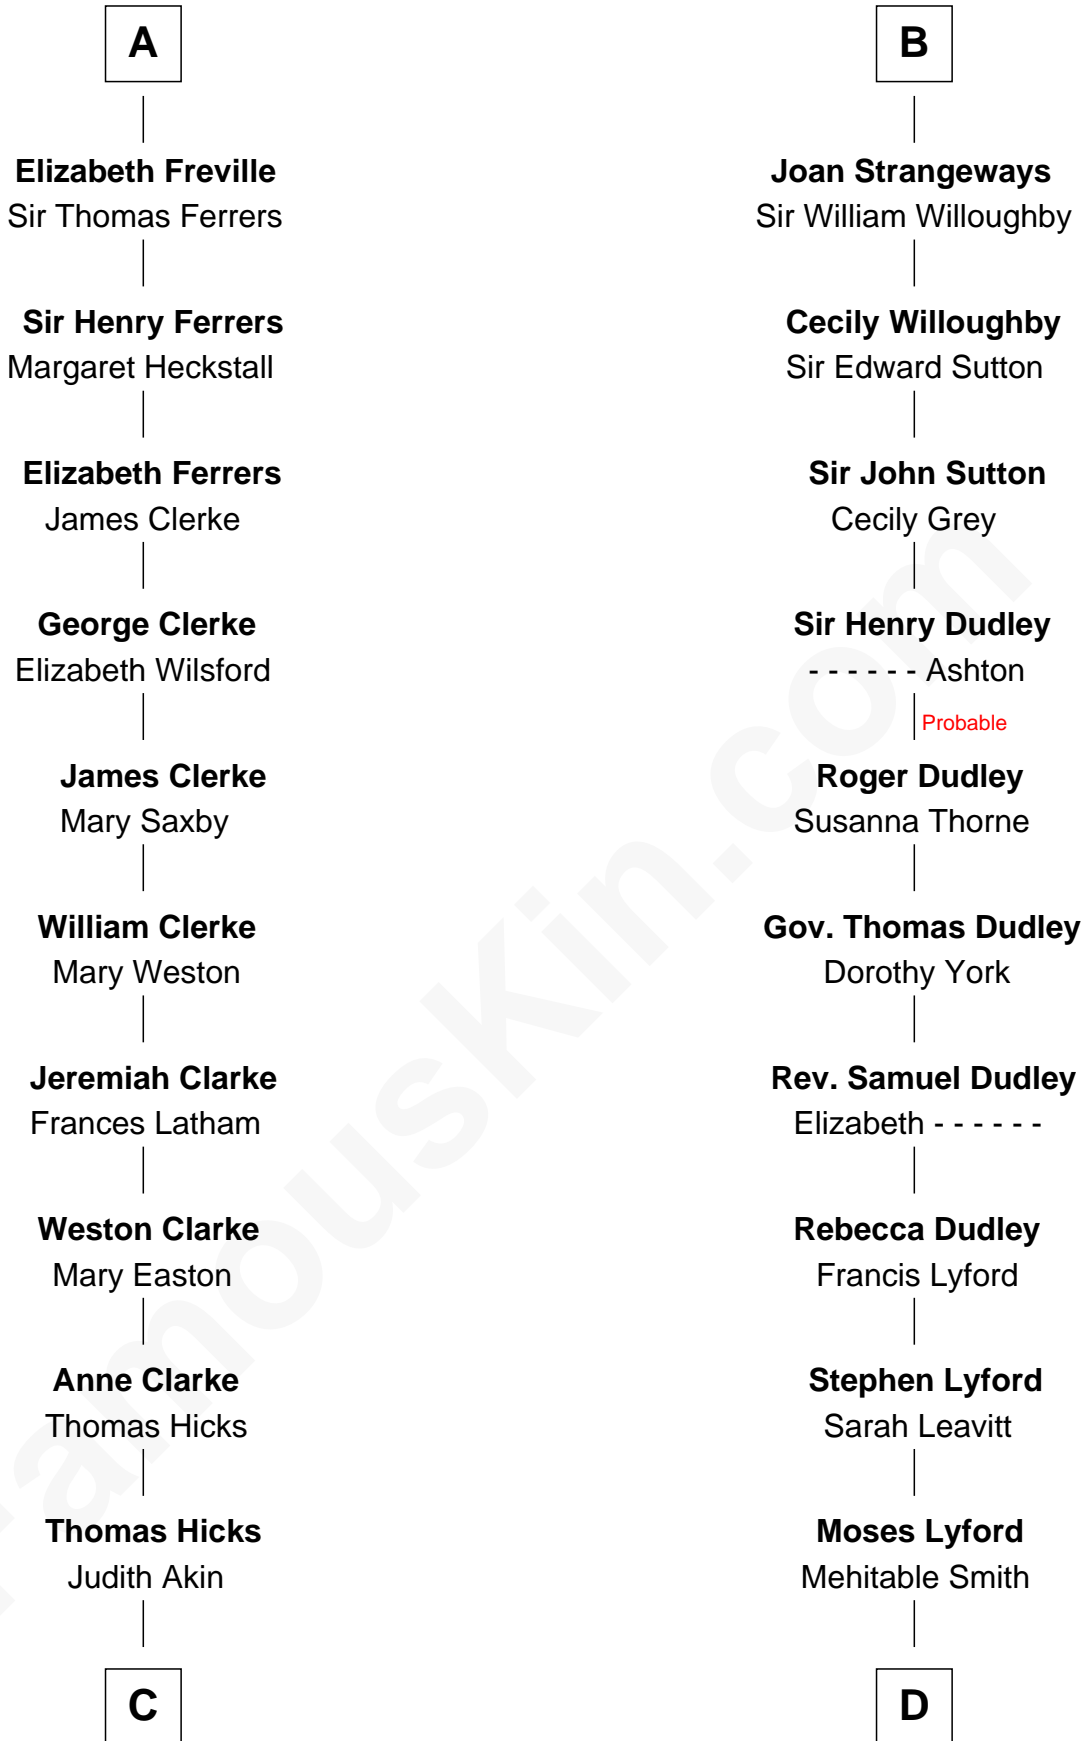 A
Elizabeth Freville
Sir Thomas Ferrers
Sir Henry Ferrers
Margaret Heckstall
Elizabeth Ferrers
James Clerke
George Clerke
Elizabeth Wilsford
James Clerke
Mary Saxby
William Clerke
Mary Weston
Jeremiah Clarke
Frances Latham
Weston Clarke
Mary Easton
Anne Clarke
Thomas Hicks
Thomas Hicks
Judith Akin
C
B
Joan Strangeways
Sir William Willoughby
Cecily Willoughby
Sir Edward Sutton
Sir John Sutton
Cecily Grey
Sir Henry Dudley
- - - - - - Ashton
Probable
Roger Dudley
Susanna Thorne
Gov. Thomas Dudley
Dorothy York
Rev. Samuel Dudley
Elizabeth - - - - - -
Rebecca Dudley
Francis Lyford
Stephen Lyford
Sarah Leavitt
Moses Lyford
Mehitable Smith
D
FamousKin.com